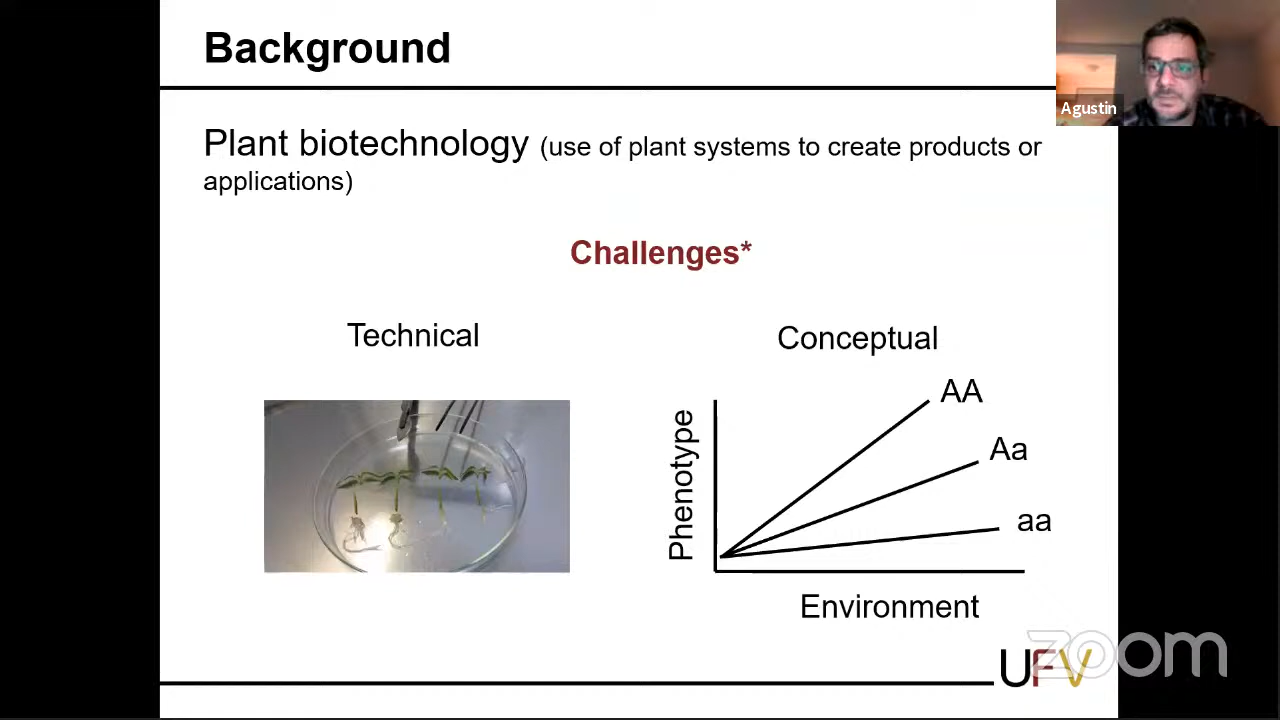 Background
Agustin
Plant biotechnology (use of plant systems to create products or
applications)
Challenges*
Technical
Conceptual
AA
Aa
aa
Phenotype
Environment
zoom
UFV